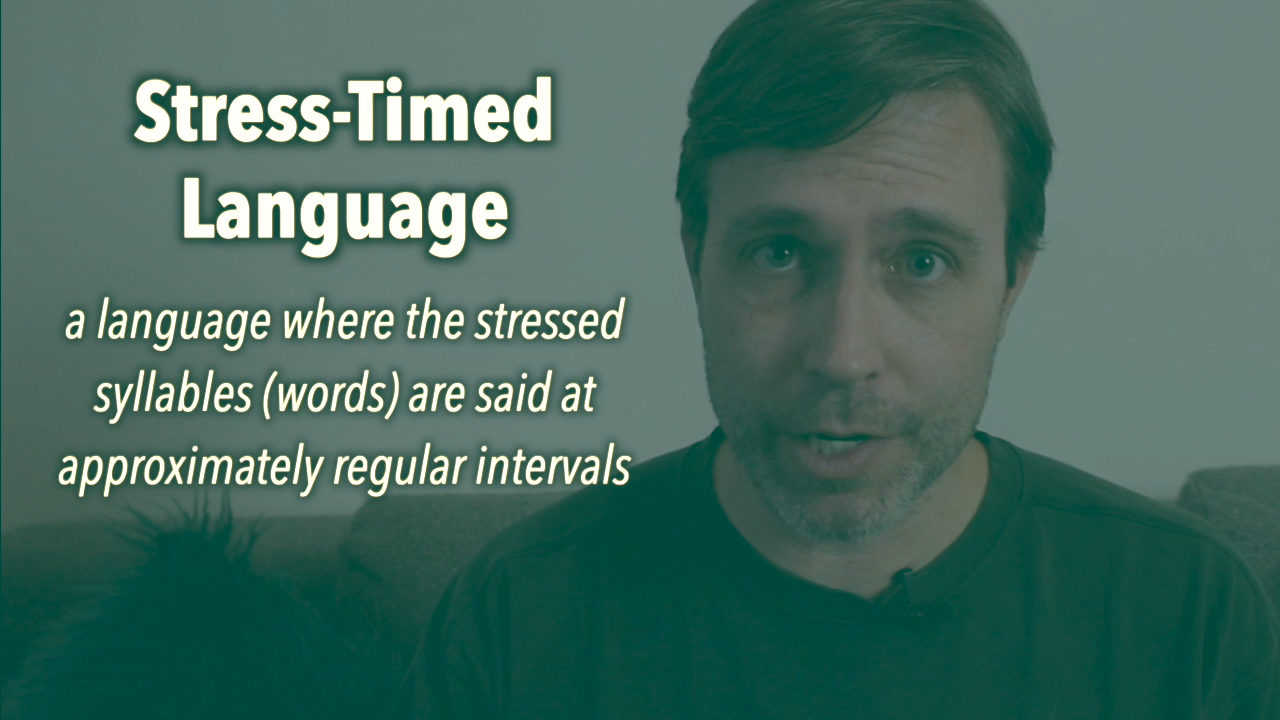 Stress-Timed
Language
a language where the stressed
syllables (words) are said at
approximately regular intervals